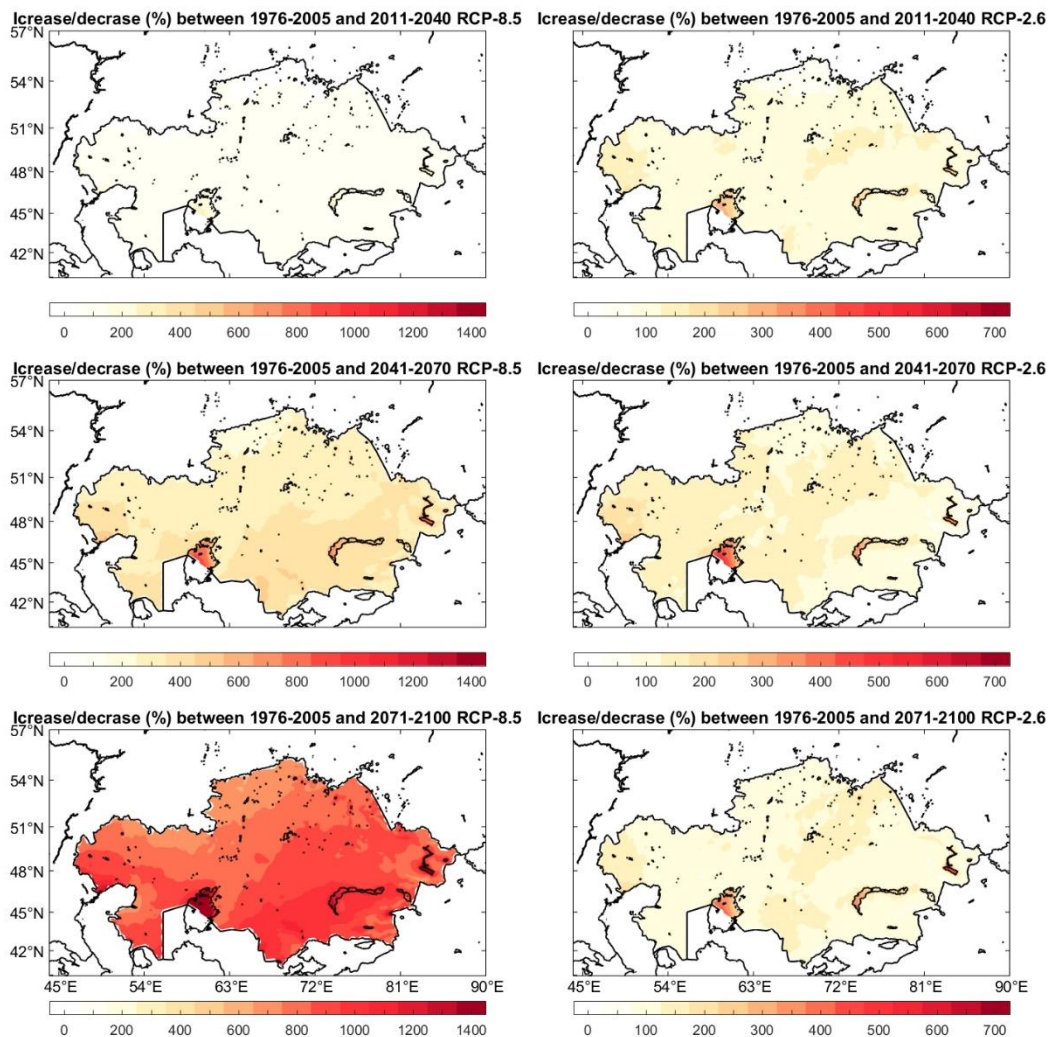 Icrease/decrase (%) between 1976-2005 and 2011-2040 RCP-8.5
57°N
54°N
51°N
48°N
45°N
42°N
0 200 400 600 800 1000 1200 1400
Icrease/decrase (%) between 1976-2005 and 2011-2040 RCP-2.6
0 100 200 300 400 500 600 700
Icrease/decrase (%) between 1976-2005 and 2041-2070 RCP-8.5
57°N
54°N
51°N
48°N
45°N
42°N
0 200 400 600 800 1000 1200 1400
Icrease/decrase (%) between 1976-2005 and 2041-2070 RCP-2.6
0 100 200 300 400 500 600 700
Icrease/decrase (%) between 1976-2005 and 2071-2100 RCP-8.5
57°N
54°N
51°N
48°N
45°N
42°N
45°E 54°E 63°E 72°E 81°E 90°E
0 200 400 600 800 1000 1200 1400
Icrease/decrase (%) between 1976-2005 and 2071-2100 RCP-2.6
45°E 54°E 63°E 72°E 81°E 90°E
0 100 200 300 400 500 600 700